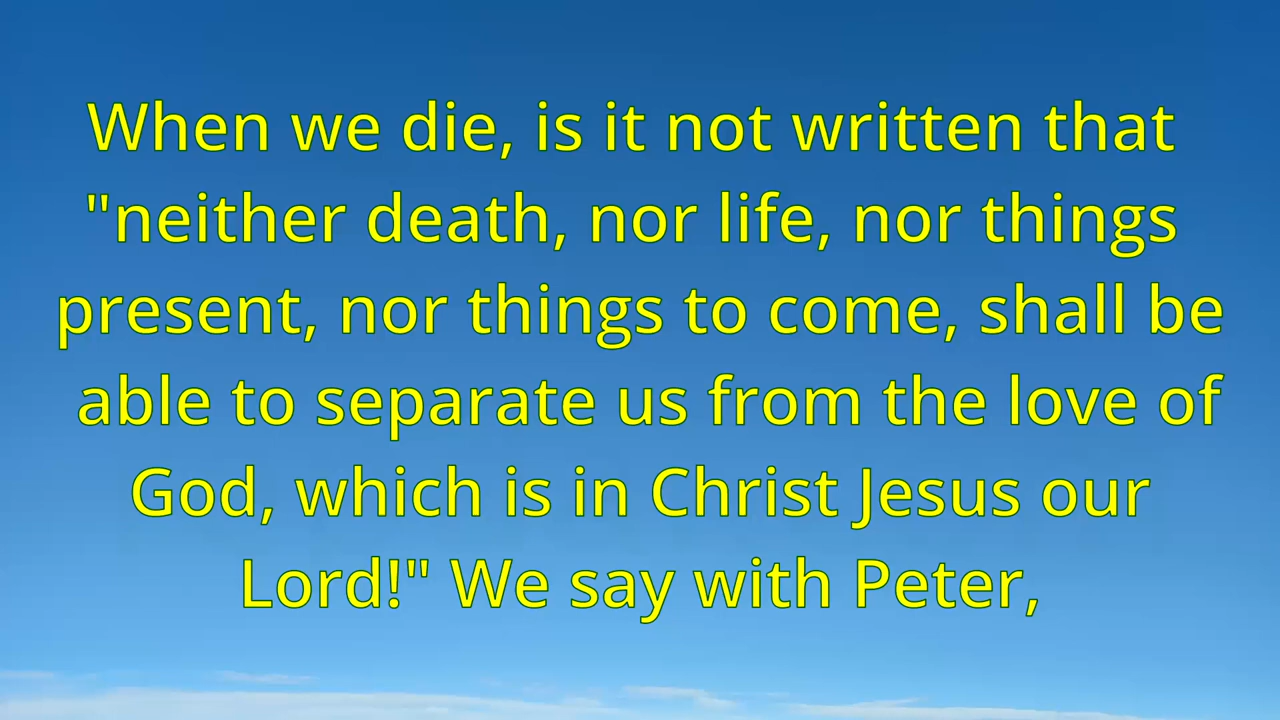 When we die, is it not written that
"neither death, nor life, nor things
present, nor things to come, shall be
able to separate us from the love of
God, which is in Christ Jesus our
Lord!" We say with Peter,